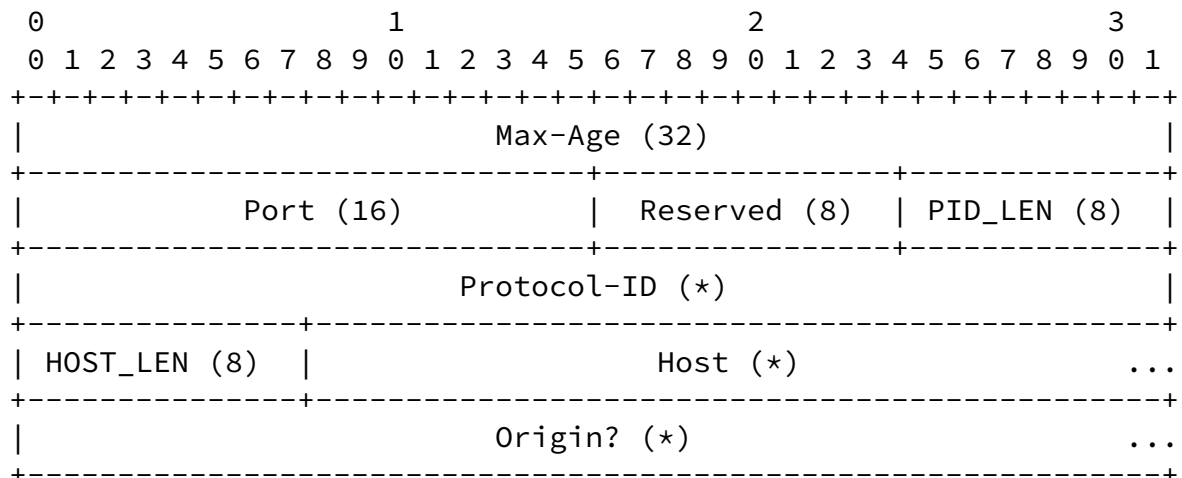 0                   1                   2                   3
0 1 2 3 4 5 6 7 8 9 0 1 2 3 4 5 6 7 8 9 0 1 2 3 4 5 6 7 8 9 0 1
+-+-+-+-+-+-+-+-+-+-+-+-+-+-+-+-+-+-+-+-+-+-+-+-+-+-+-+-+-+-+-+-+
|                          Max-Age (32)                         |
+-------------------------------+----------------+--------------+
|            Port (16)          |  Reserved (8)  | PID_LEN (8)  |
+-------------------------------+----------------+--------------+
|                        Protocol-ID (*)                        |
+---------------+-----------------------------------------------+
| HOST_LEN (8)  |                   Host (*)                  ...
+---------------+-----------------------------------------------+
|                          Origin? (*)                        ...
+---------------------------------------------------------------+